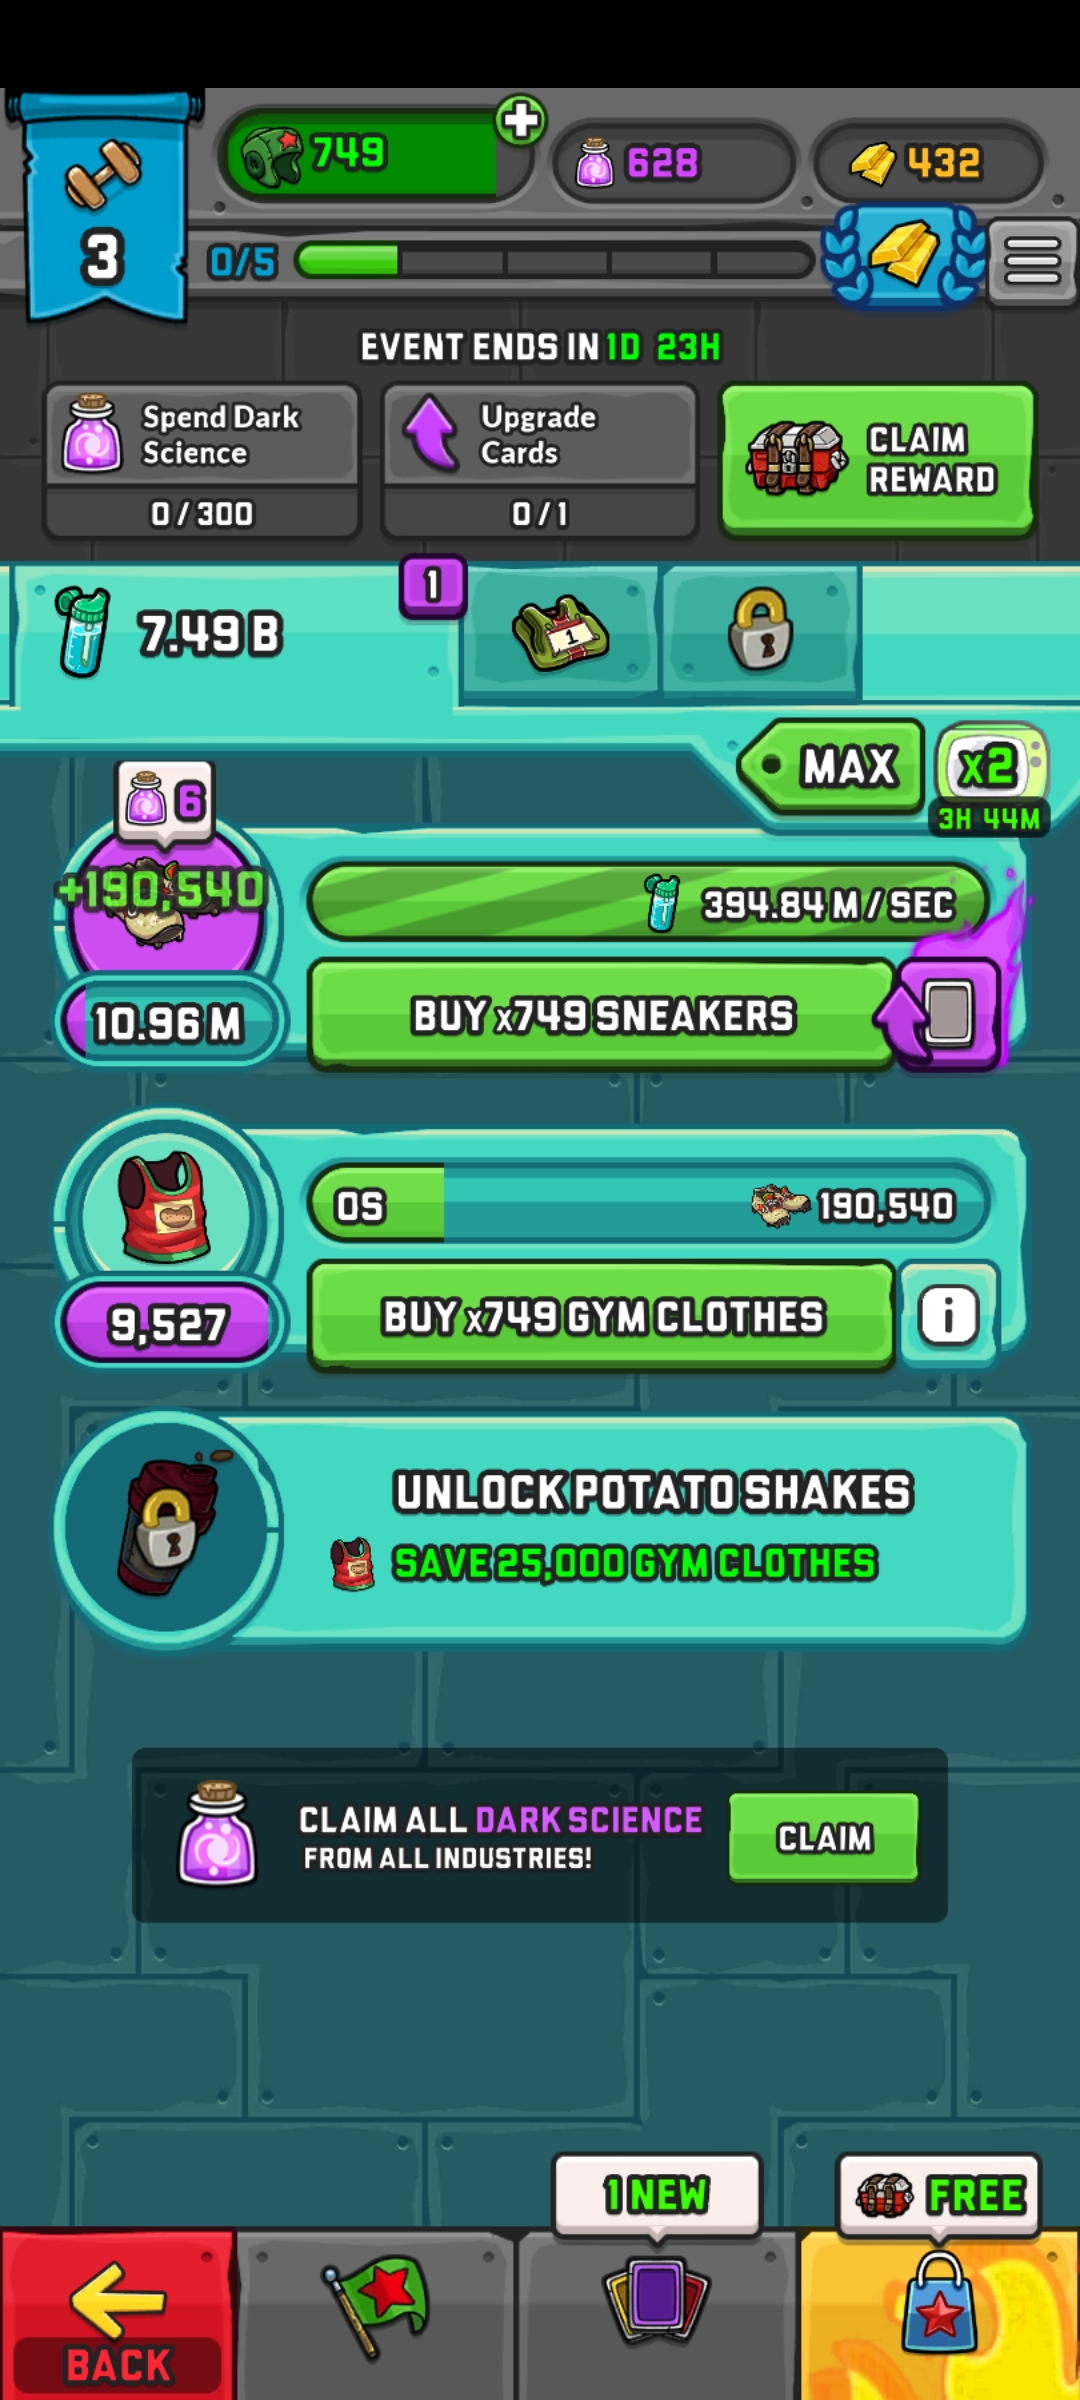 749
628
432
3
0/5
EVENT ENDS IN 1D 23H
Spend Dark
Science
0 / 300
Upgrade
Cards
0 / 1
CLAIM
REWARD
7.49 B
1
1
MAX
x2
3H 44M
6
+190,540
394.84 M / SEC
10.96 M
BUY x749 SNEAKERS
0S
190,540
9,527
BUY x749 GYM CLOTHES
i
UNLOCK POTATO SHAKES
SAVE 25,000 GYM CLOTHES
CLAIM ALL DARK SCIENCE
FROM ALL INDUSTRIES!
CLAIM
1 NEW
FREE
BACK